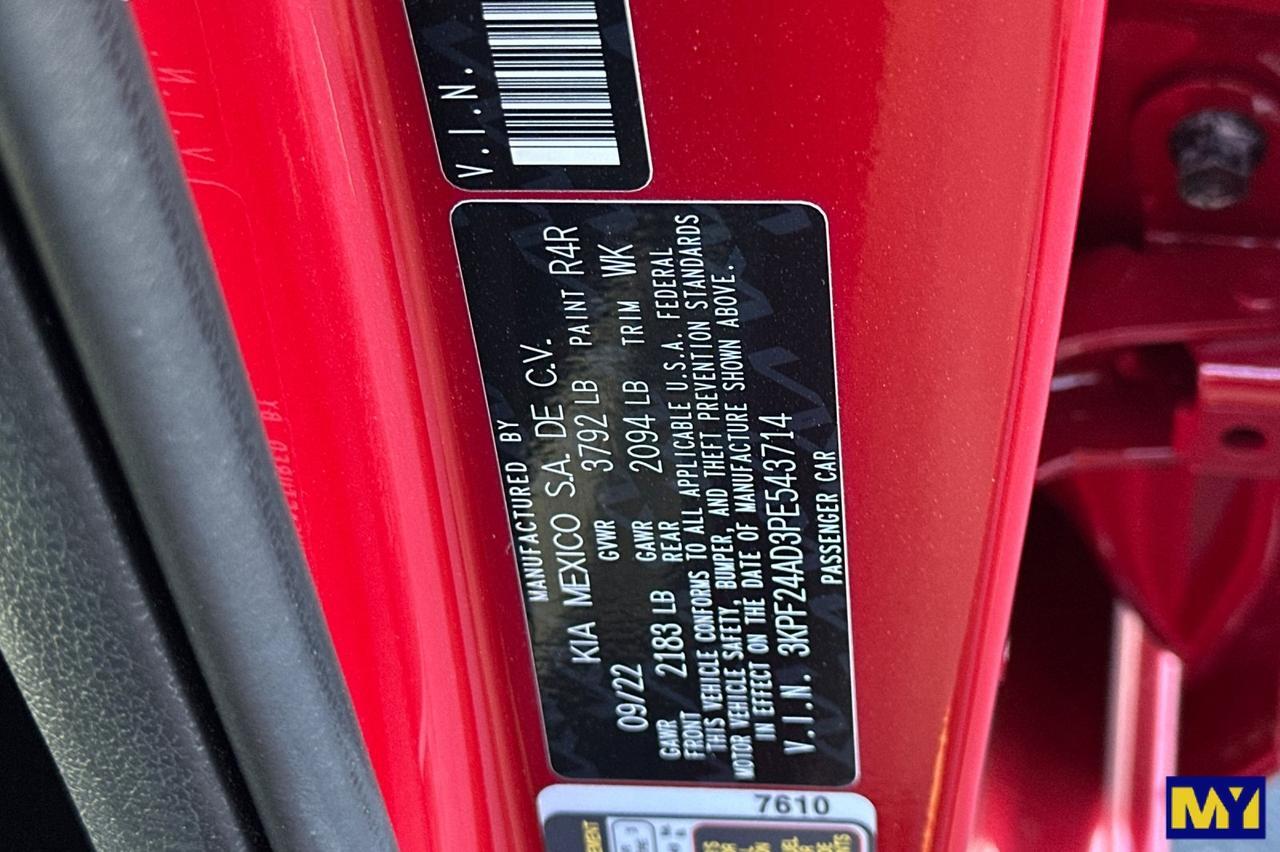 V.I.N.
MANUFACTURED BY
KIA MEXICO S.A. DE C.V.
09/22 GVWR 3792 LB PAINT R4R
GAWR FRONT 2183 LB GAWR REAR 2094 LB TRIM WK
THIS VEHICLE CONFORMS TO ALL APPLICABLE U.S.A. FEDERAL
MOTOR VEHICLE SAFETY, BUMPER, AND THEFT PREVENTION STANDARDS
IN EFFECT ON THE DATE OF MANUFACTURE SHOWN ABOVE.
V.I.N. 3KPF24AD3PE543714
PASSENGER CAR
7610
MY